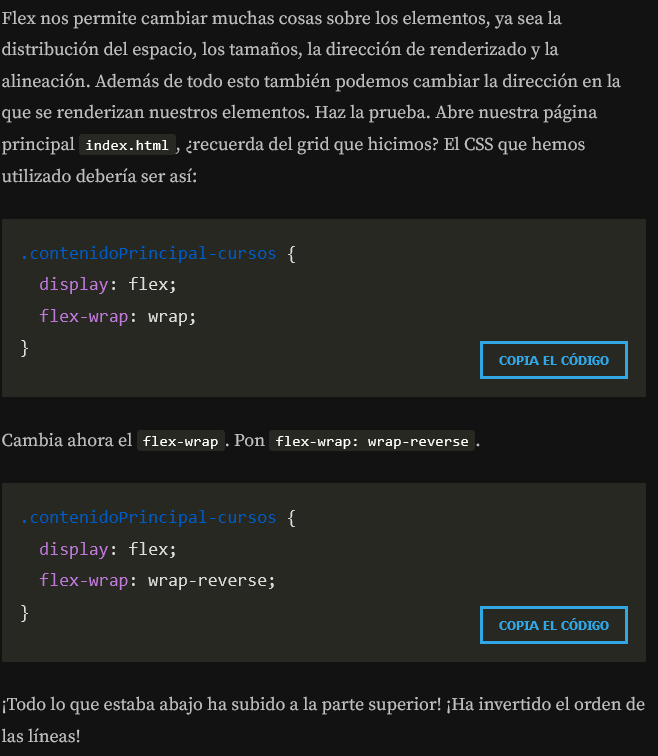 Flex nos permite cambiar muchas cosas sobre los elementos, ya sea la
distribución del espacio, los tamaños, la dirección de renderizado y la
alineación. Además de todo esto también podemos cambiar la dirección en la
que se renderizan nuestros elementos. Haz la prueba. Abre nuestra página
principal index.html, ¿recuerda del grid que hicimos? El CSS que hemos
utilizado debería ser así:
.contenidoPrincipal-cursos {
  display: flex;
  flex-wrap: wrap;
}
COPIA EL CÓDIGO
Cambia ahora el flex-wrap. Pon flex-wrap: wrap-reverse.
.contenidoPrincipal-cursos {
  display: flex;
  flex-wrap: wrap-reverse;
}
COPIA EL CÓDIGO
¡Todo lo que estaba abajo ha subido a la parte superior! ¡Ha invertido el orden de
las líneas!